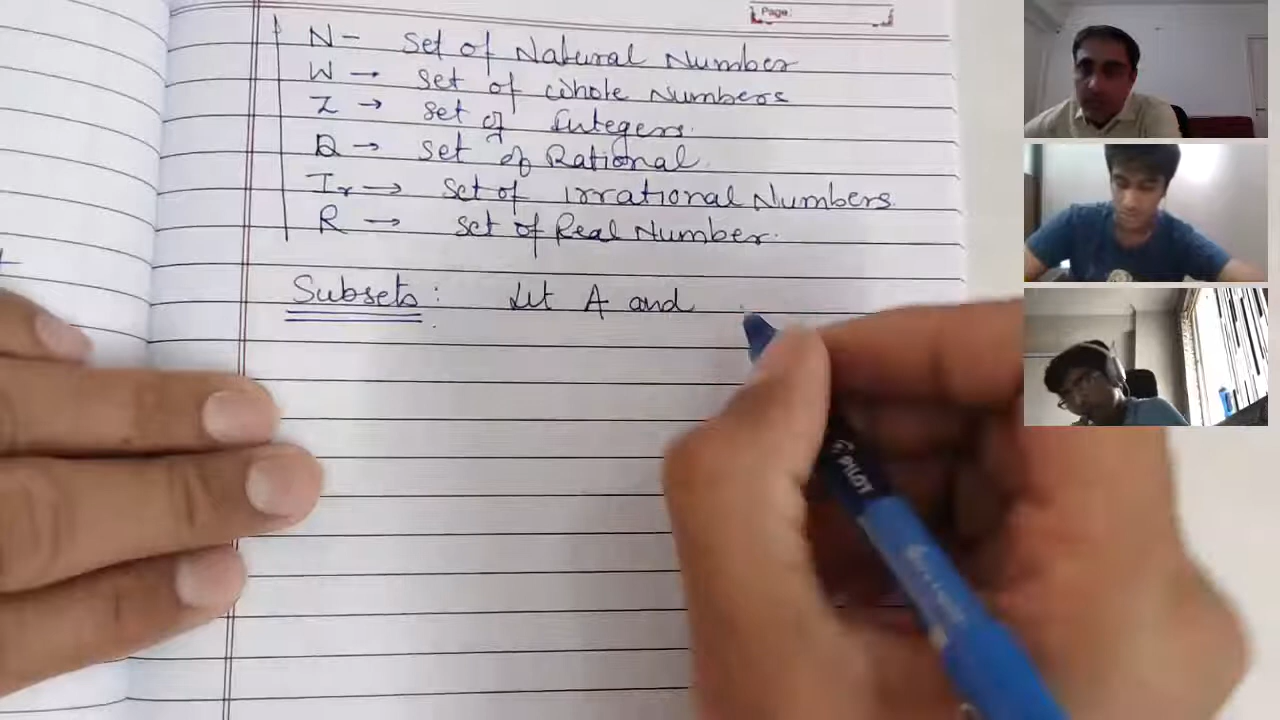 Page:
N- Set of Natural Number
W → set of Whole Numbers
Z → set of Integers.
Q → set of Rational.
Ir → set of irrational Numbers
R → set of Real Number.
Subsets: Let A and
PILOT